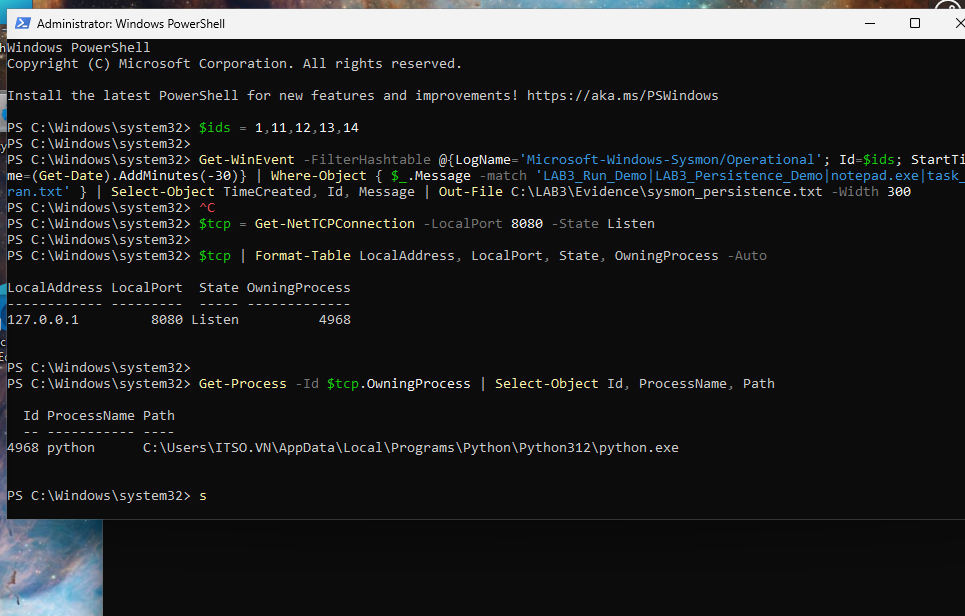 Administrator: Windows PowerShell
Windows PowerShell
Copyright (C) Microsoft Corporation. All rights reserved.
Install the latest PowerShell for new features and improvements! https://aka.ms/PSWindows
PS C:\Windows\system32> $ids = 1,11,12,13,14
PS C:\Windows\system32>
PS C:\Windows\system32> Get-WinEvent -FilterHashtable @{LogName='Microsoft-Windows-Sysmon/Operational'; Id=$ids; StartTi
me=(Get-Date).AddMinutes(-30)} | Where-Object { $_.Message -match 'LAB3_Run_Demo|LAB3_Persistence_Demo|notepad.exe|task_
ran.txt' } | Select-Object TimeCreated, Id, Message | Out-File C:\LAB3\Evidence\sysmon_persistence.txt -Width 300
PS C:\Windows\system32> ^C
PS C:\Windows\system32> $tcp = Get-NetTCPConnection -LocalPort 8080 -State Listen
PS C:\Windows\system32>
PS C:\Windows\system32> $tcp | Format-Table LocalAddress, LocalPort, State, OwningProcess -Auto
LocalAddress LocalPort  State OwningProcess
------------ ---------  ----- -------------
127.0.0.1         8080 Listen          4968
PS C:\Windows\system32>
PS C:\Windows\system32> Get-Process -Id $tcp.OwningProcess | Select-Object Id, ProcessName, Path
  Id ProcessName Path
  -- ----------- ----
4968 python      C:\Users\ITSO.VN\AppData\Local\Programs\Python\Python312\python.exe
PS C:\Windows\system32> s